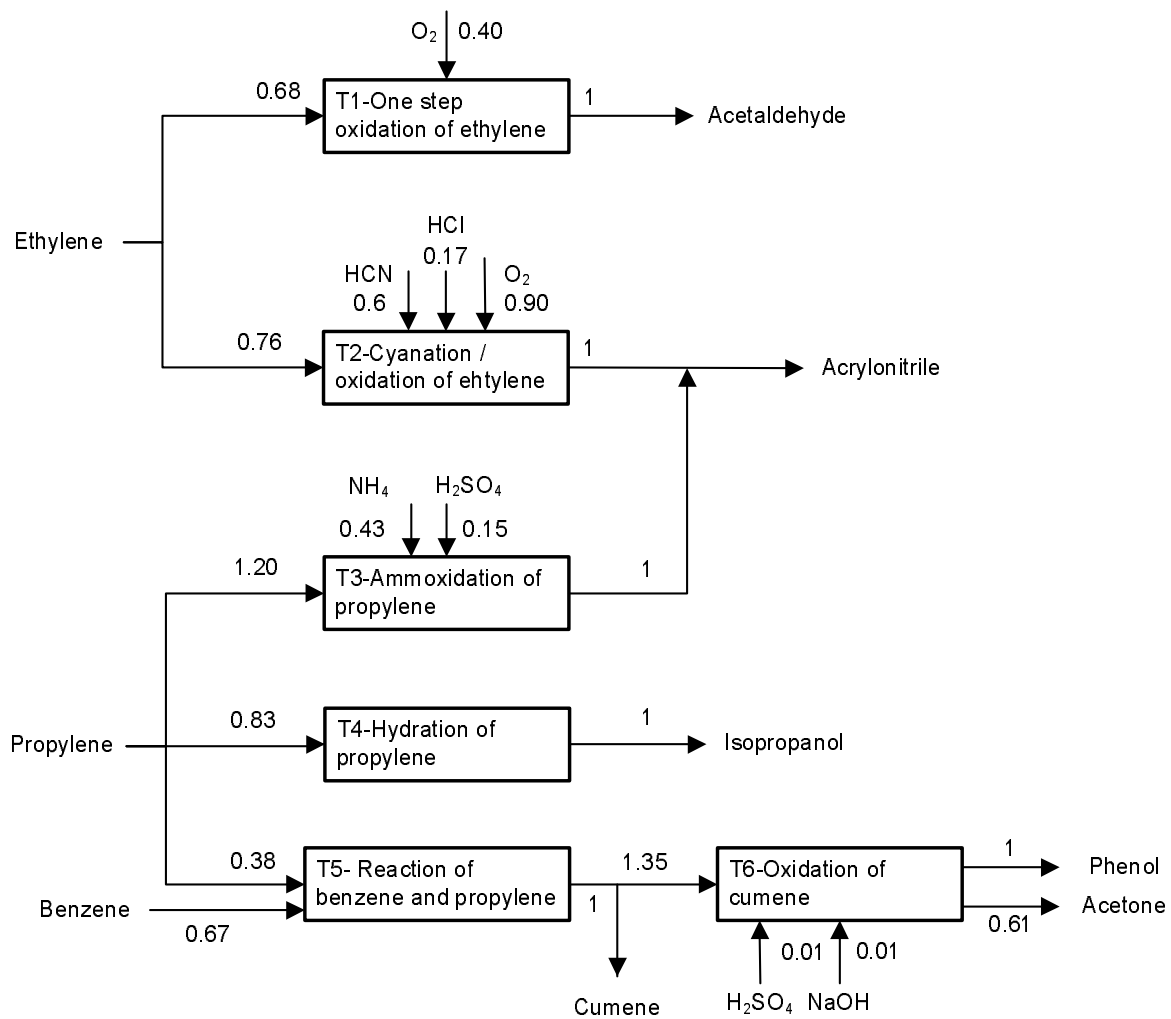 O₂ 0.40
0.68
T1-One step
oxidation of ethylene
1
Acetaldehyde
Ethylene
HCl
0.17
HCN
0.6
O₂
0.90
0.76
T2-Cyanation /
oxidation of ehtylene
1
Acrylonitrile
NH₄
0.43
H₂SO₄
0.15
1.20
T3-Ammoxidation of
propylene
1
Propylene
0.83
T4-Hydration of
propylene
1
Isopropanol
0.38
Benzene
0.67
T5- Reaction of
benzene and propylene
1.35
1
Cumene
T6-Oxidation of
cumene
1
Phenol
Acetone
0.61
0.01
0.01
H₂SO₄ NaOH